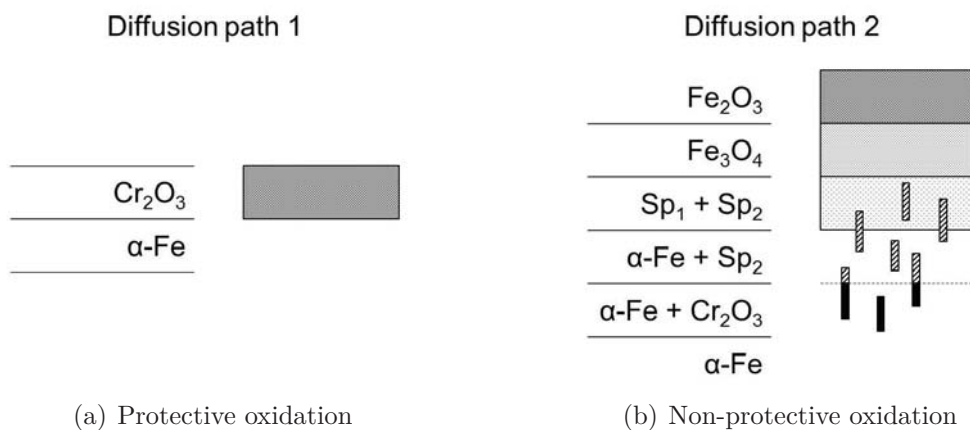 Diffusion path 1
Cr₂O₃
α-Fe
(a) Protective oxidation
Diffusion path 2
Fe₂O₃
Fe₃O₄
Sp₁ + Sp₂
α-Fe + Sp₂
α-Fe + Cr₂O₃
α-Fe
(b) Non-protective oxidation